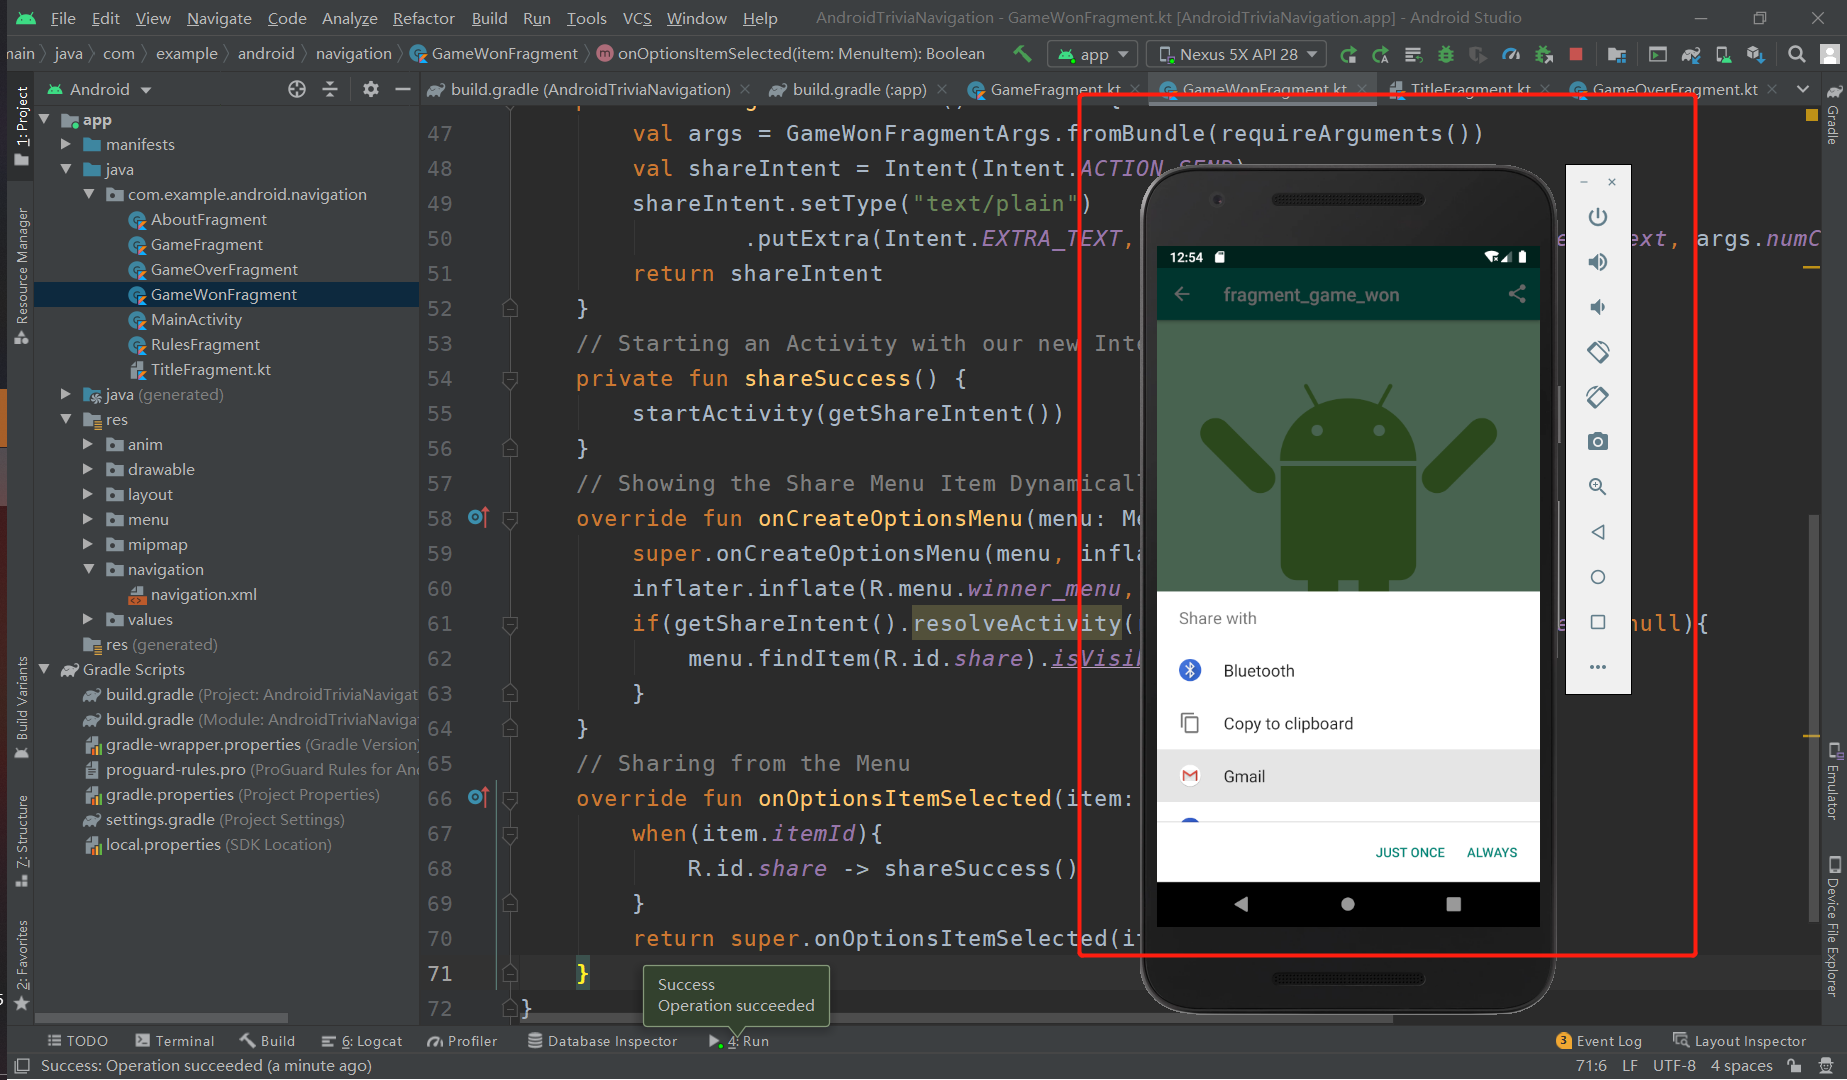 File Edit View Navigate Code Analyze Refactor Build Run Tools VCS Window Help AndroidTriviaNavigation - GameWonFragment.kt [AndroidTriviaNavigation.app] - Android Studio
java com example android navigation GameWonFragment onOptionsItemSelected(item: MenuItem): Boolean app Nexus 5X API 28
Android
build.gradle (AndroidTriviaNavigation) build.gradle (:app) GameFragment.kt GameWonFragment.kt TitleFragment.kt GameOverFragment.kt
1: Project
Resource Manager
Build Variants
7: Structure
2: Favorites
app
manifests
java
com.example.android.navigation
AboutFragment
GameFragment
GameOverFragment
GameWonFragment
MainActivity
RulesFragment
TitleFragment.kt
java (generated)
res
anim
drawable
layout
menu
mipmap
navigation
navigation.xml
values
res (generated)
Gradle Scripts
build.gradle (Project: AndroidTriviaNavigat
build.gradle (Module: AndroidTriviaNaviga
gradle-wrapper.properties (Gradle Version)
proguard-rules.pro (ProGuard Rules for An
gradle.properties (Project Properties)
settings.gradle (Project Settings)
local.properties (SDK Location)
47 val args = GameWonFragmentArgs.fromBundle(requireArguments())
48 val shareIntent = Intent(Intent.ACTION_SEND)
49 shareIntent.setType("text/plain")
50 .putExtra(Intent.EXTRA_TEXT, ext, args.numC
51 return shareIntent
52 }
53 // Starting an Activity with our new Inte
54 private fun shareSuccess() {
55 startActivity(getShareIntent())
56 }
57 // Showing the Share Menu Item Dynamicall
58 override fun onCreateOptionsMenu(menu: Me
59 super.onCreateOptionsMenu(menu, infla
60 inflater.inflate(R.menu.winner_menu,
61 if(getShareIntent().resolveActivity( null){
62 menu.findItem(R.id.share).isVisib
63 }
64 }
65 // Sharing from the Menu
66 override fun onOptionsItemSelected(item:
67 when(item.itemId){
68 R.id.share -> shareSuccess()
69 }
70 return super.onOptionsItemSelected(it
71 }
72 }
12:54
fragment_game_won
Share with
Bluetooth
Copy to clipboard
Gmail
JUST ONCE ALWAYS
Gradle
Emulator
Device File Explorer
Success
Operation succeeded
TODO Terminal Build 6: Logcat Profiler Database Inspector 4: Run 3 Event Log Layout Inspector
Success: Operation succeeded (a minute ago) 71:6 LF UTF-8 4 spaces